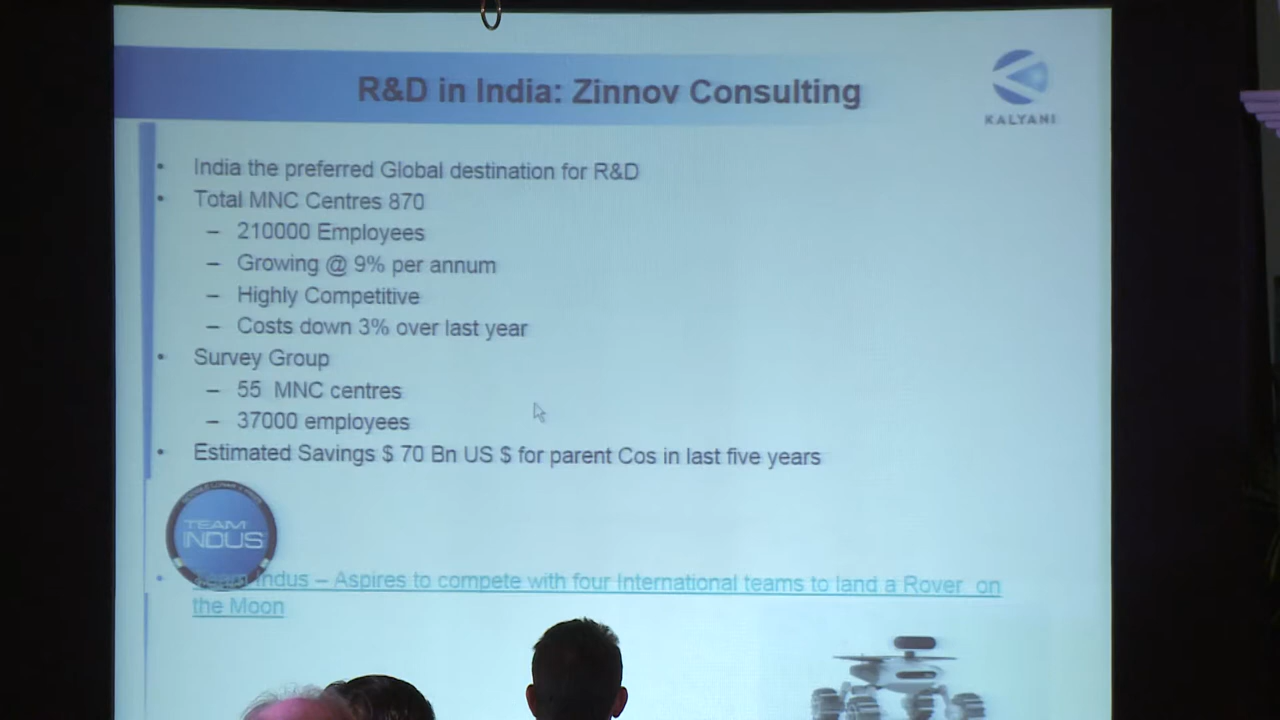 R&D in India: Zinnov Consulting
KALYANI
• India the preferred Global destination for R&D
• Total MNC Centres 870
– 210000 Employees
– Growing @ 9% per annum
– Highly Competitive
– Costs down 3% over last year
• Survey Group
– 55 MNC centres
– 37000 employees
• Estimated Savings $ 70 Bn US $ for parent Cos in last five years
TEAM
INDUS
• Indus – Aspires to compete with four International teams to land a Rover on
the Moon